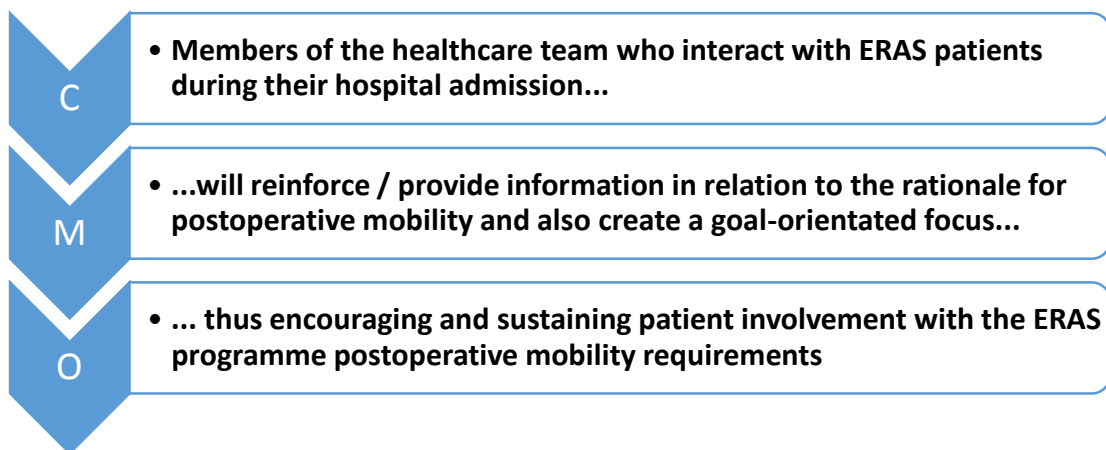 C
• Members of the healthcare team who interact with ERAS patients
during their hospital admission...
M
• ...will reinforce / provide information in relation to the rationale for
postoperative mobility and also create a goal-orientated focus...
O
• ... thus encouraging and sustaining patient involvement with the ERAS
programme postoperative mobility requirements